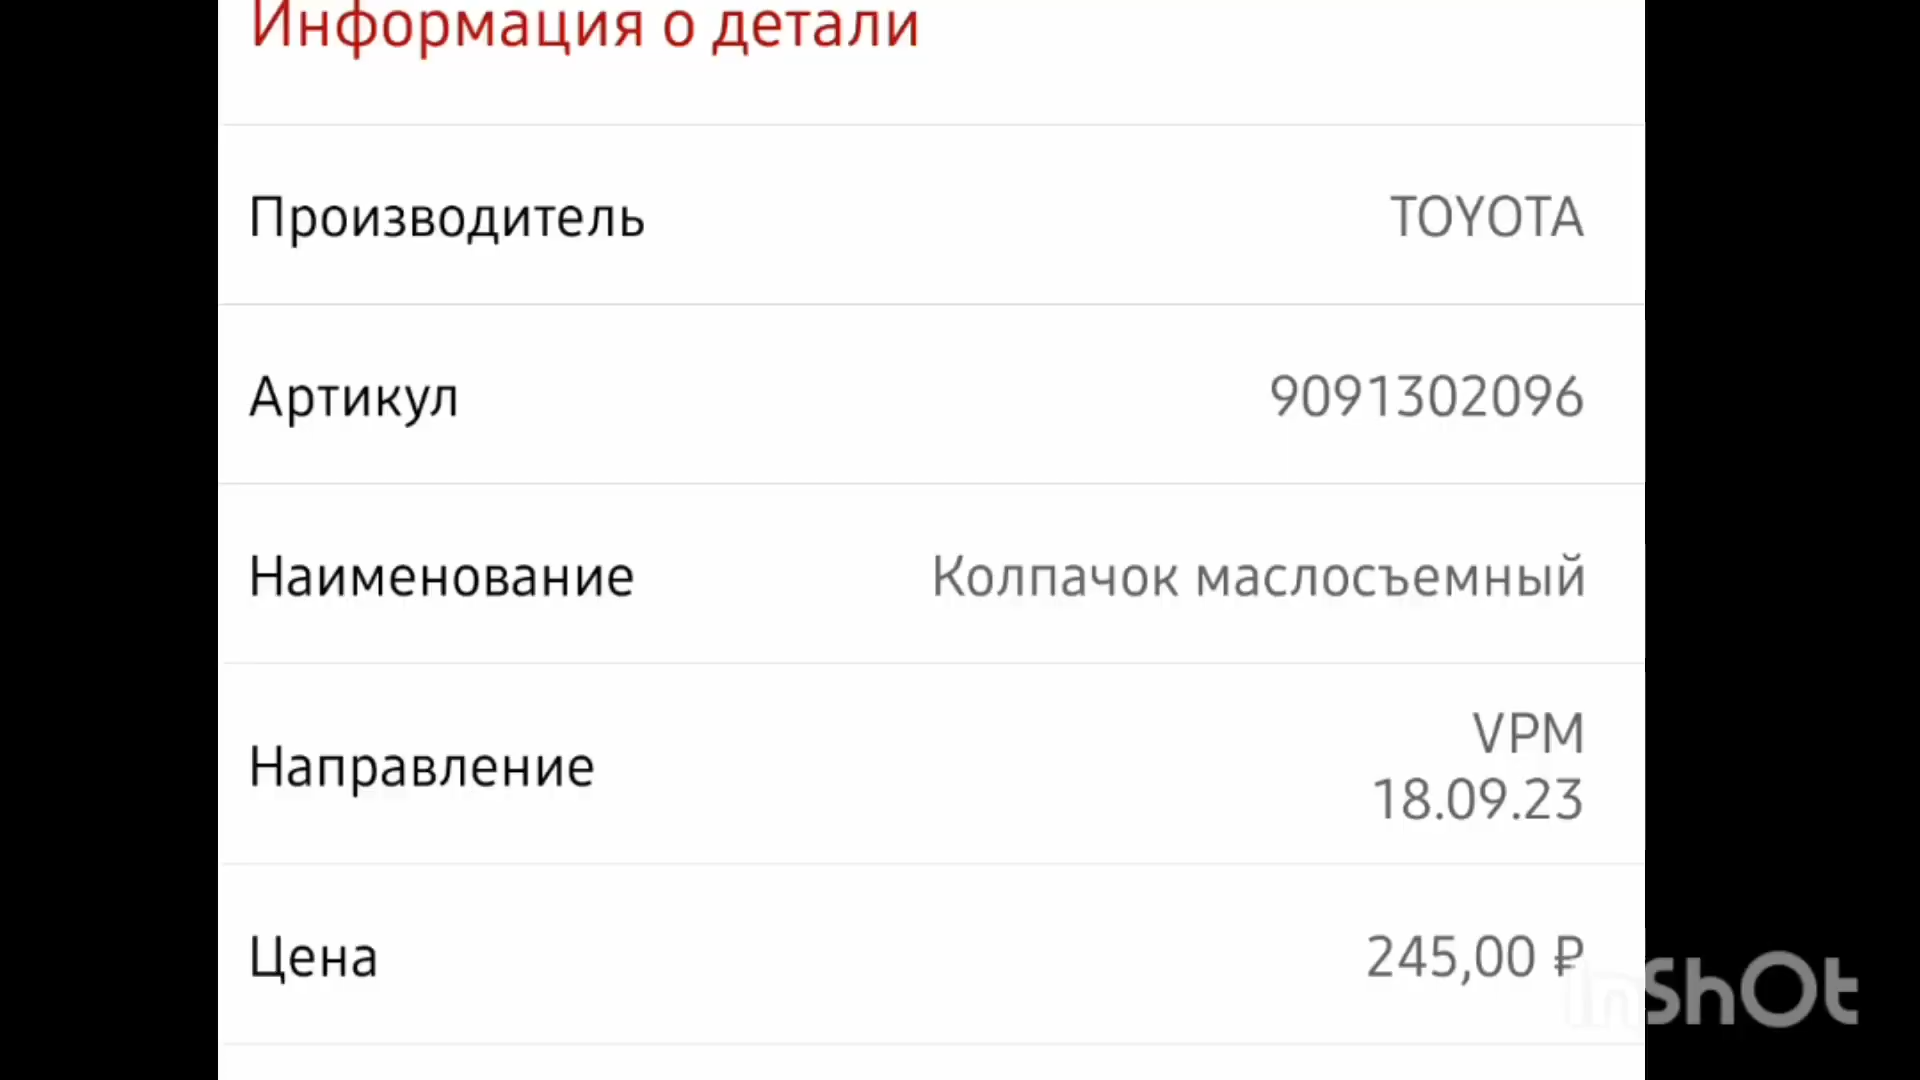 Информация о детали
Производитель TOYOTA
Артикул 9091302096
Наименование Колпачок маслосъемный
Направление VPM
18.09.23
Цена 245,00 ₽
InShOt